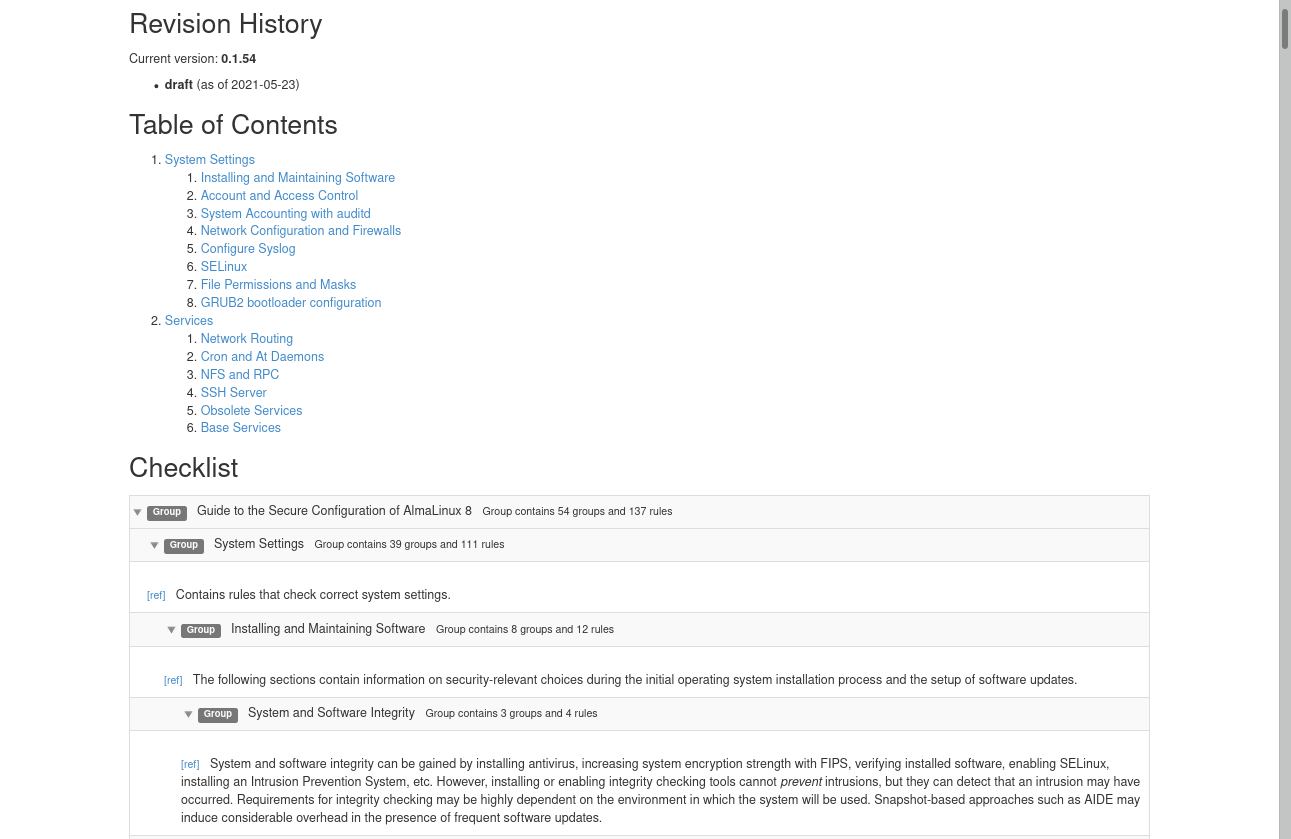 Revision History
Current version: 0.1.54
• draft (as of 2021-05-23)
Table of Contents
1. System Settings
1. Installing and Maintaining Software
2. Account and Access Control
3. System Accounting with auditd
4. Network Configuration and Firewalls
5. Configure Syslog
6. SELinux
7. File Permissions and Masks
8. GRUB2 bootloader configuration
2. Services
1. Network Routing
2. Cron and At Daemons
3. NFS and RPC
4. SSH Server
5. Obsolete Services
6. Base Services
Checklist
Group Guide to the Secure Configuration of AlmaLinux 8 Group contains 54 groups and 137 rules
Group System Settings Group contains 39 groups and 111 rules
[ref] Contains rules that check correct system settings.
Group Installing and Maintaining Software Group contains 8 groups and 12 rules
[ref] The following sections contain information on security-relevant choices during the initial operating system installation process and the setup of software updates.
Group System and Software Integrity Group contains 3 groups and 4 rules
[ref] System and software integrity can be gained by installing antivirus, increasing system encryption strength with FIPS, verifying installed software, enabling SELinux,
installing an Intrusion Prevention System, etc. However, installing or enabling integrity checking tools cannot prevent intrusions, but they can detect that an intrusion may have
occurred. Requirements for integrity checking may be highly dependent on the environment in which the system will be used. Snapshot-based approaches such as AIDE may
induce considerable overhead in the presence of frequent software updates.